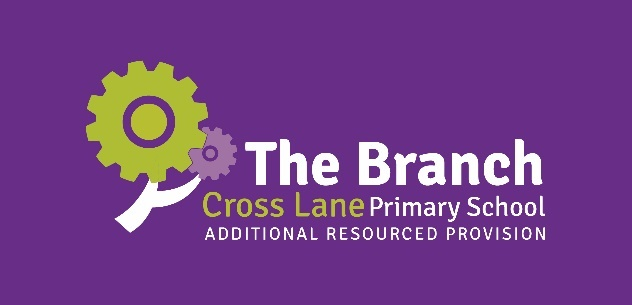 The Branch
Cross Lane Primary School
ADDITIONAL RESOURCED PROVISION